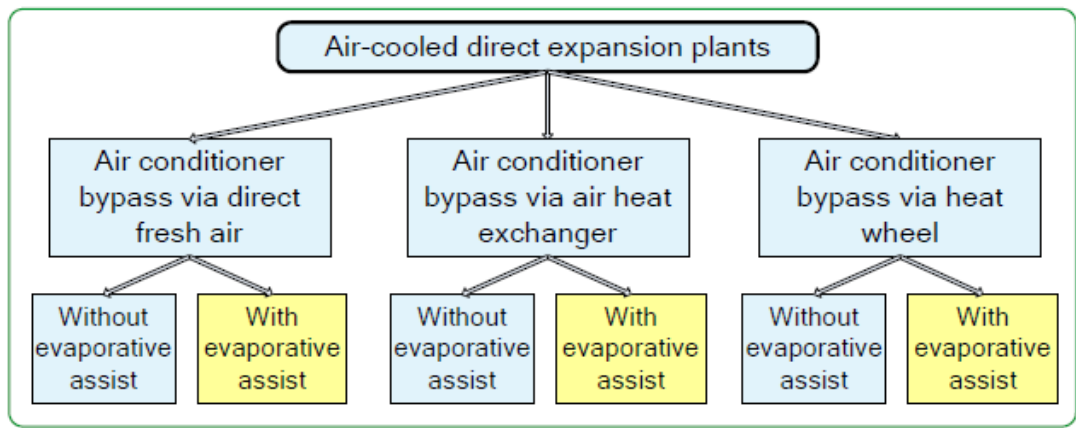 Air-cooled direct expansion plants
Air conditioner
bypass via direct
fresh air
Air conditioner
bypass via air heat
exchanger
Air conditioner
bypass via heat
wheel
Without
evaporative
assist
With
evaporative
assist
Without
evaporative
assist
With
evaporative
assist
Without
evaporative
assist
With
evaporative
assist